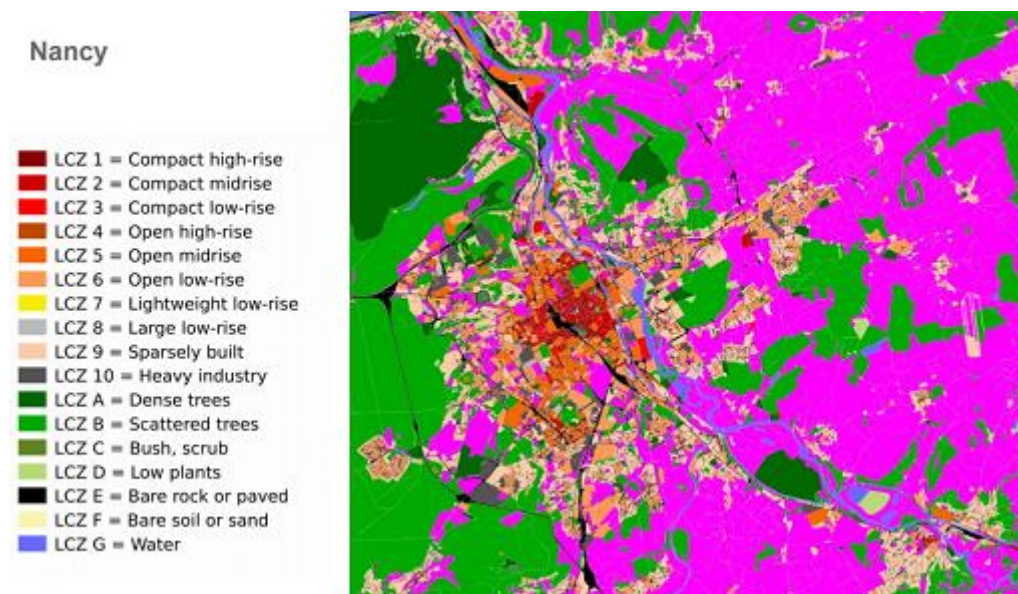 Nancy
LCZ 1 = Compact high-rise
LCZ 2 = Compact midrise
LCZ 3 = Compact low-rise
LCZ 4 = Open high-rise
LCZ 5 = Open midrise
LCZ 6 = Open low-rise
LCZ 7 = Lightweight low-rise
LCZ 8 = Large low-rise
LCZ 9 = Sparsely built
LCZ 10 = Heavy industry
LCZ A = Dense trees
LCZ B = Scattered trees
LCZ C = Bush, scrub
LCZ D = Low plants
LCZ E = Bare rock or paved
LCZ F = Bare soil or sand
LCZ G = Water